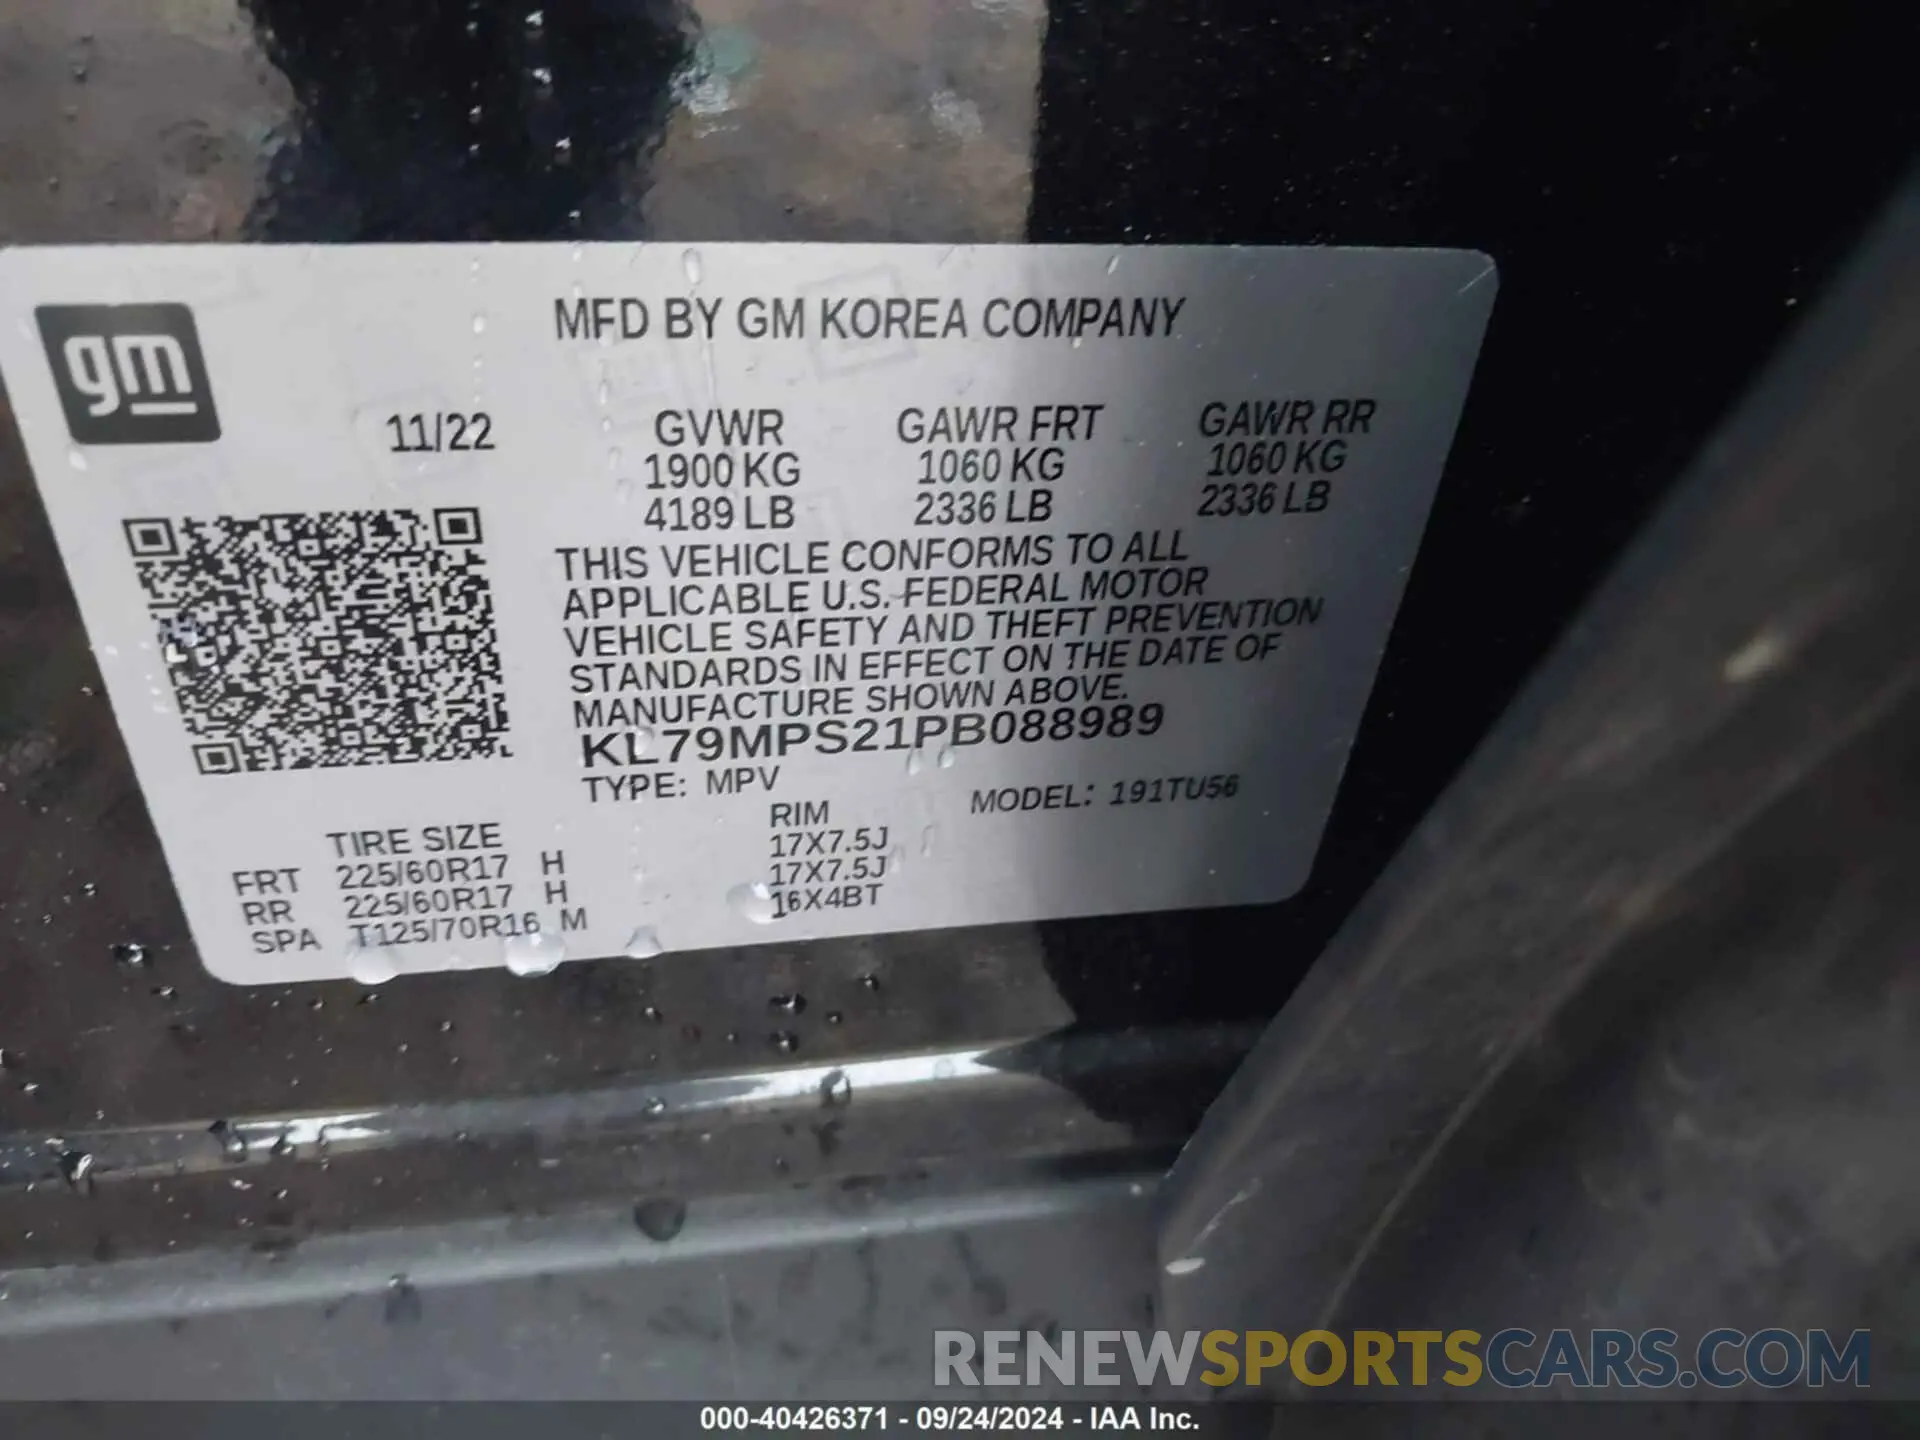 gm
MFD BY GM KOREA COMPANY
11/22 GVWR GAWR FRT GAWR RR
1900 KG 1060 KG 1060 KG
4189 LB 2336 LB 2336 LB
THIS VEHICLE CONFORMS TO ALL
APPLICABLE U.S. FEDERAL MOTOR
VEHICLE SAFETY AND THEFT PREVENTION
STANDARDS IN EFFECT ON THE DATE OF
MANUFACTURE SHOWN ABOVE.
KL79MPS21PB088989
TYPE: MPV MODEL: 191TU56
TIRE SIZE RIM
FRT 225/60R17 H 17X7.5J
RR 225/60R17 H 17X7.5J
SPA T125/70R16 M 16X4BT
RENEWSPORTSCARS.COM
000-40426371 - 09/24/2024 - IAA Inc.